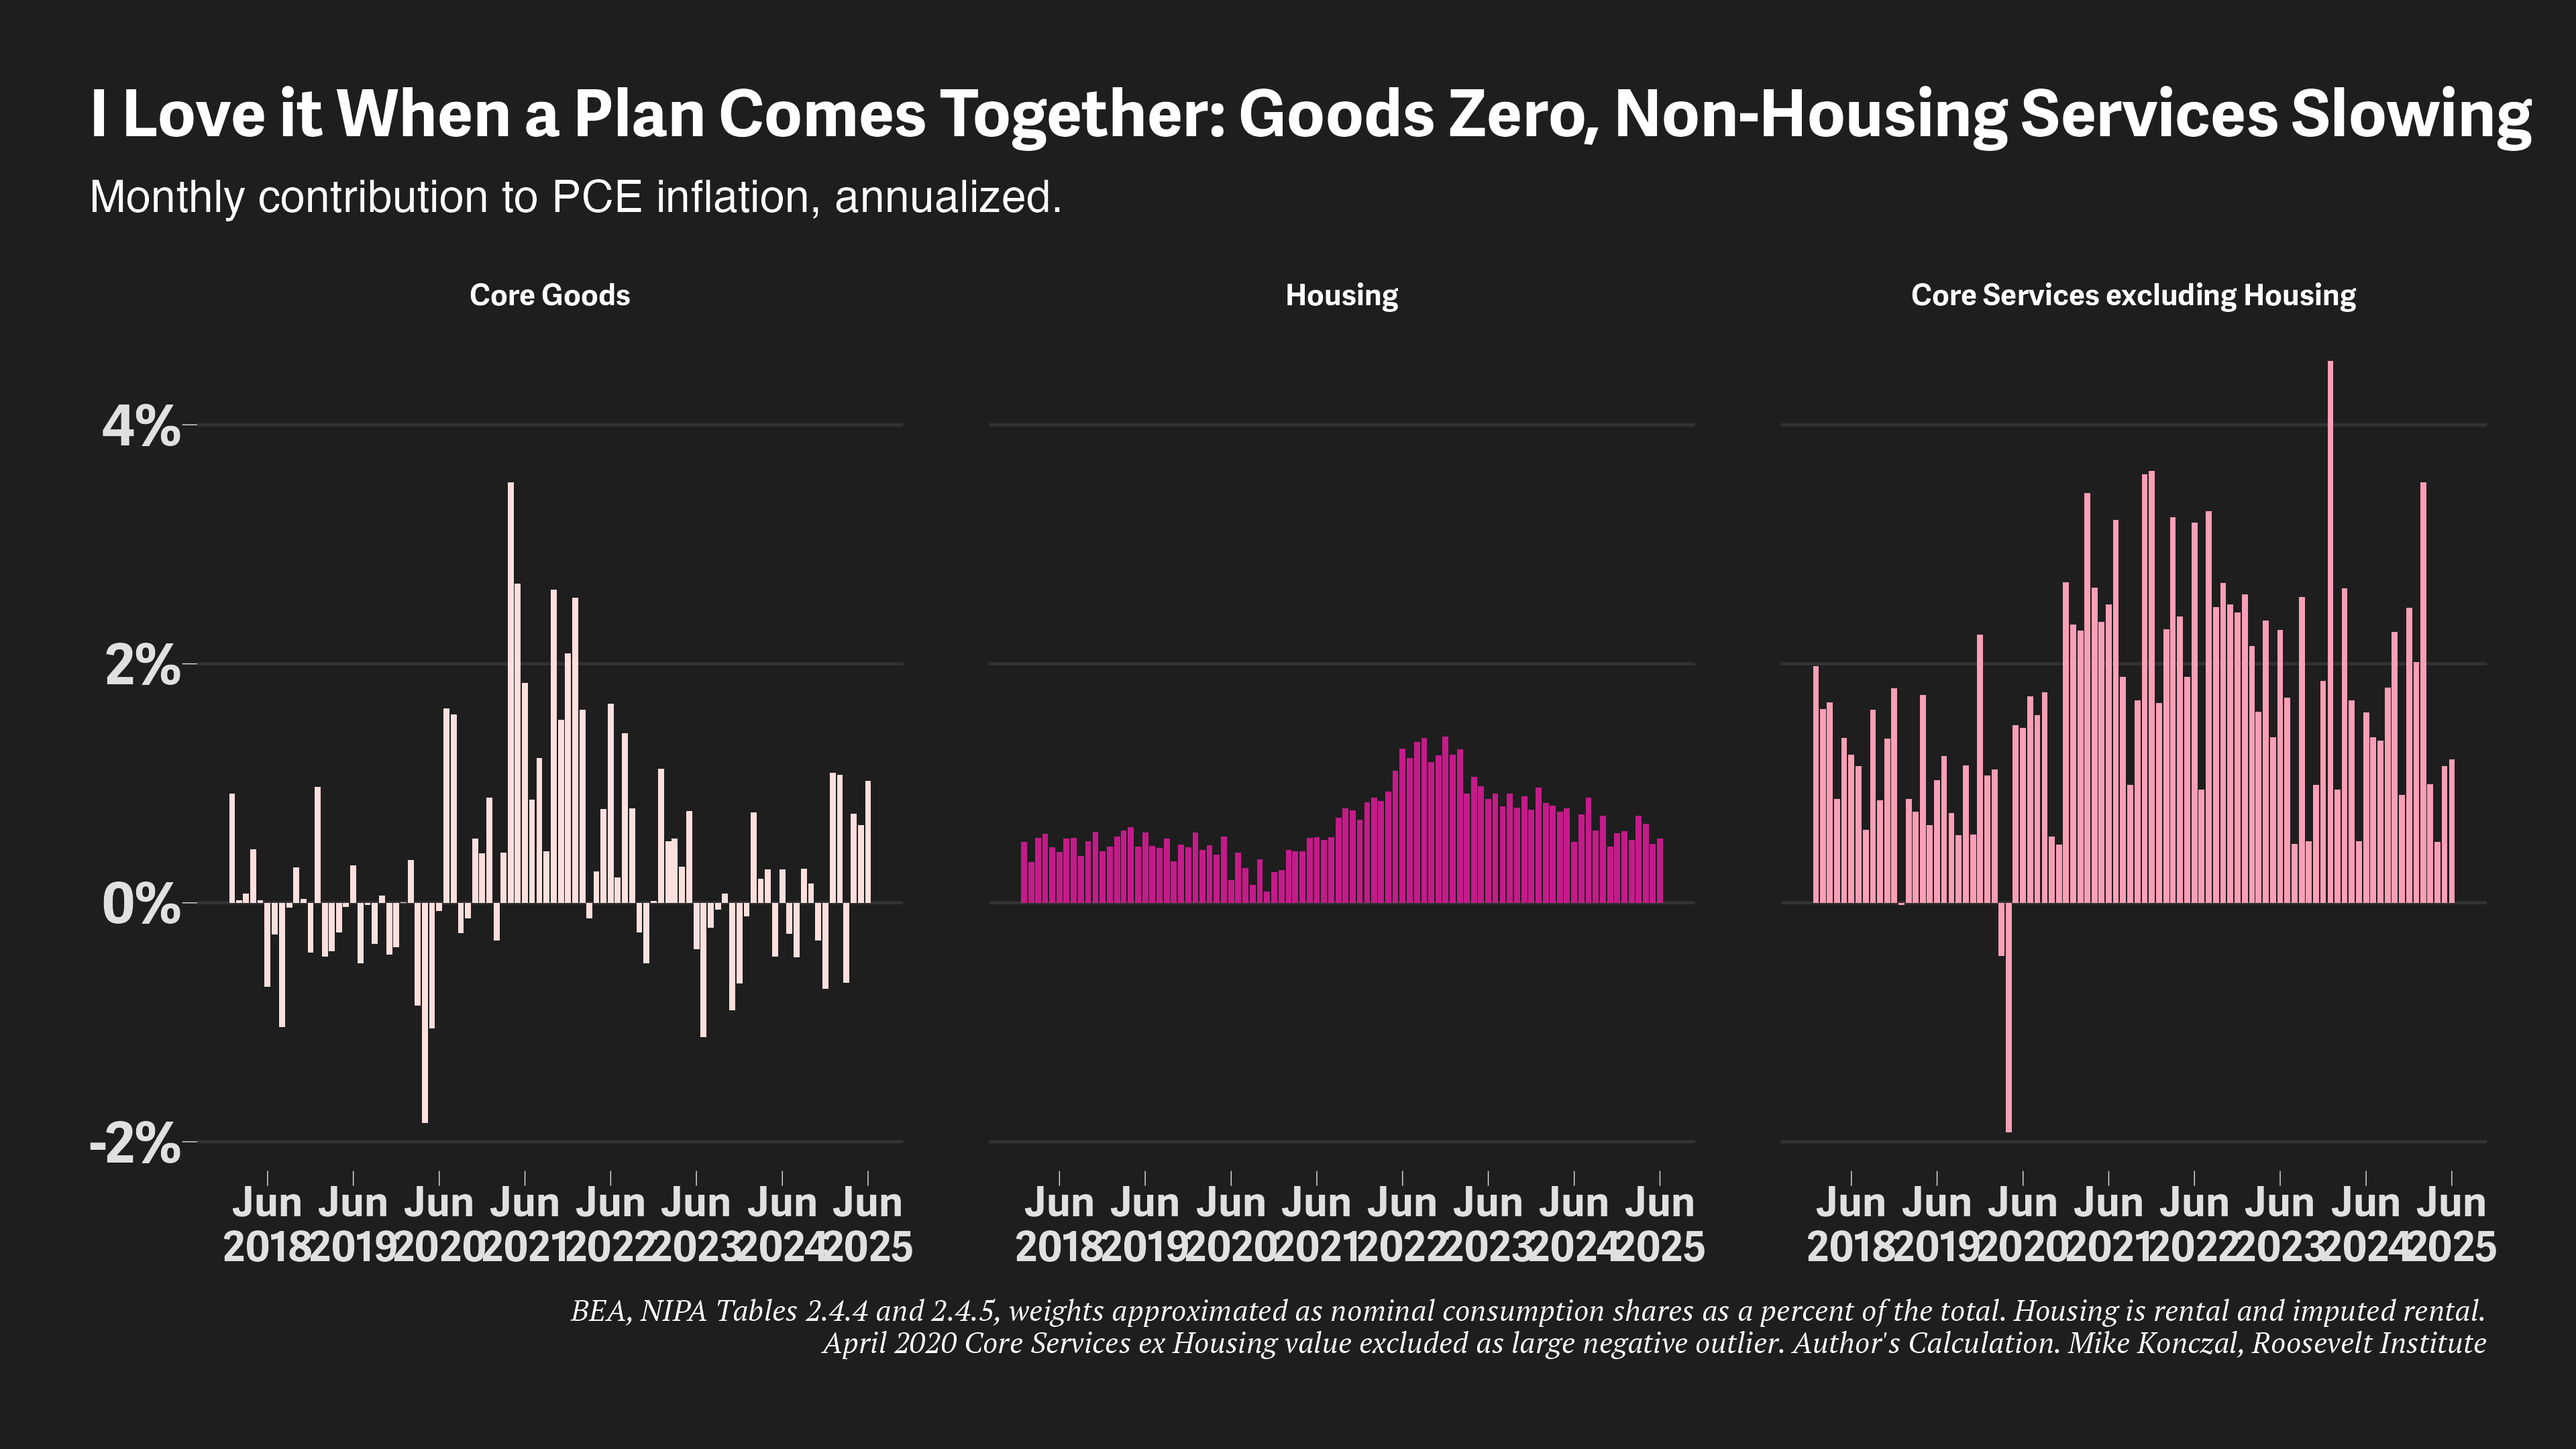 I Love it When a Plan Comes Together: Goods Zero, Non-Housing Services Slowing
Monthly contribution to PCE inflation, annualized.
Core Goods
Housing
Core Services excluding Housing
4%
2%
0%
-2%
Jun Jun Jun Jun Jun Jun Jun Jun
2018 2019 2020 2021 2022 2023 2024 2025
Jun Jun Jun Jun Jun Jun Jun Jun
2018 2019 2020 2021 2022 2023 2024 2025
Jun Jun Jun Jun Jun Jun Jun Jun
2018 2019 2020 2021 2022 2023 2024 2025
BEA, NIPA Tables 2.4.4 and 2.4.5, weights approximated as nominal consumption shares as a percent of the total. Housing is rental and imputed rental.
April 2020 Core Services ex Housing value excluded as large negative outlier. Author's Calculation. Mike Konczal, Roosevelt Institute